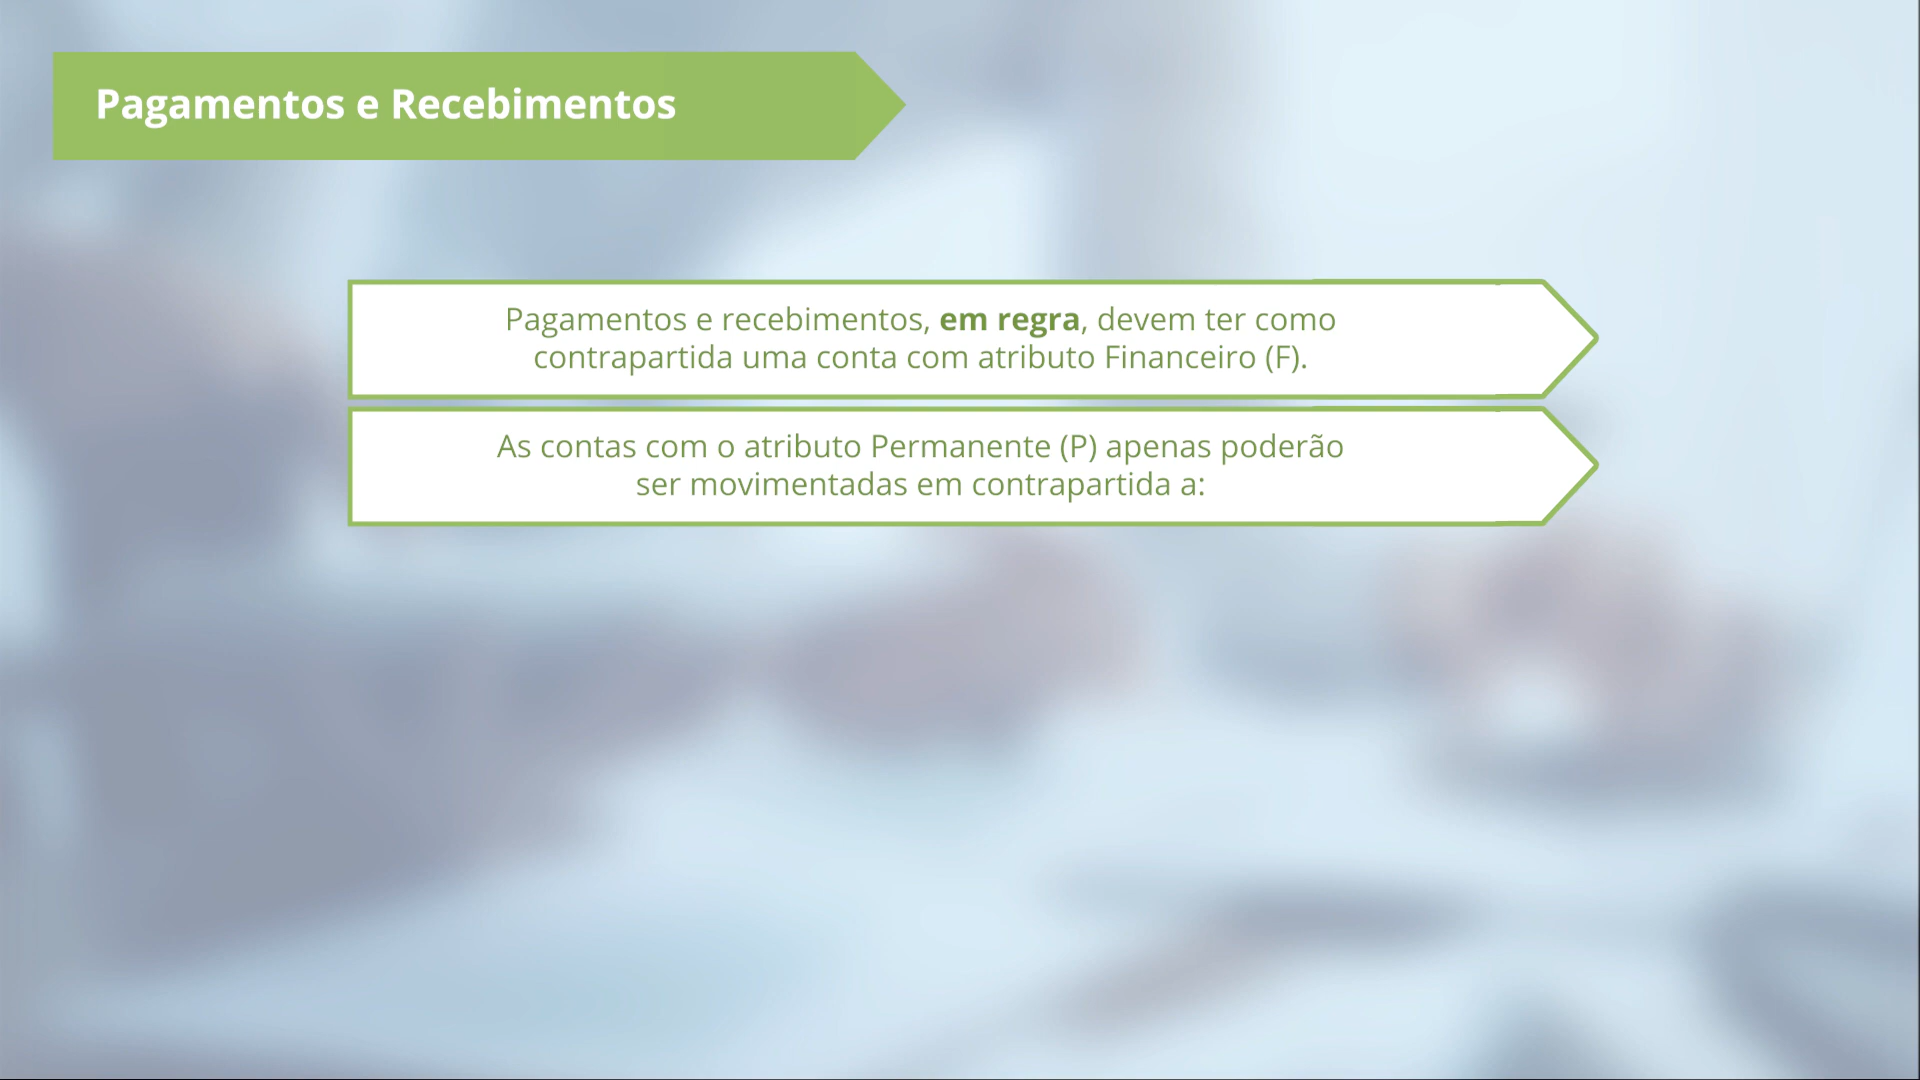 Pagamentos e Recebimentos
Pagamentos e recebimentos, em regra, devem ter como
contrapartida uma conta com atributo Financeiro (F).
As contas com o atributo Permanente (P) apenas poderão
ser movimentadas em contrapartida a: